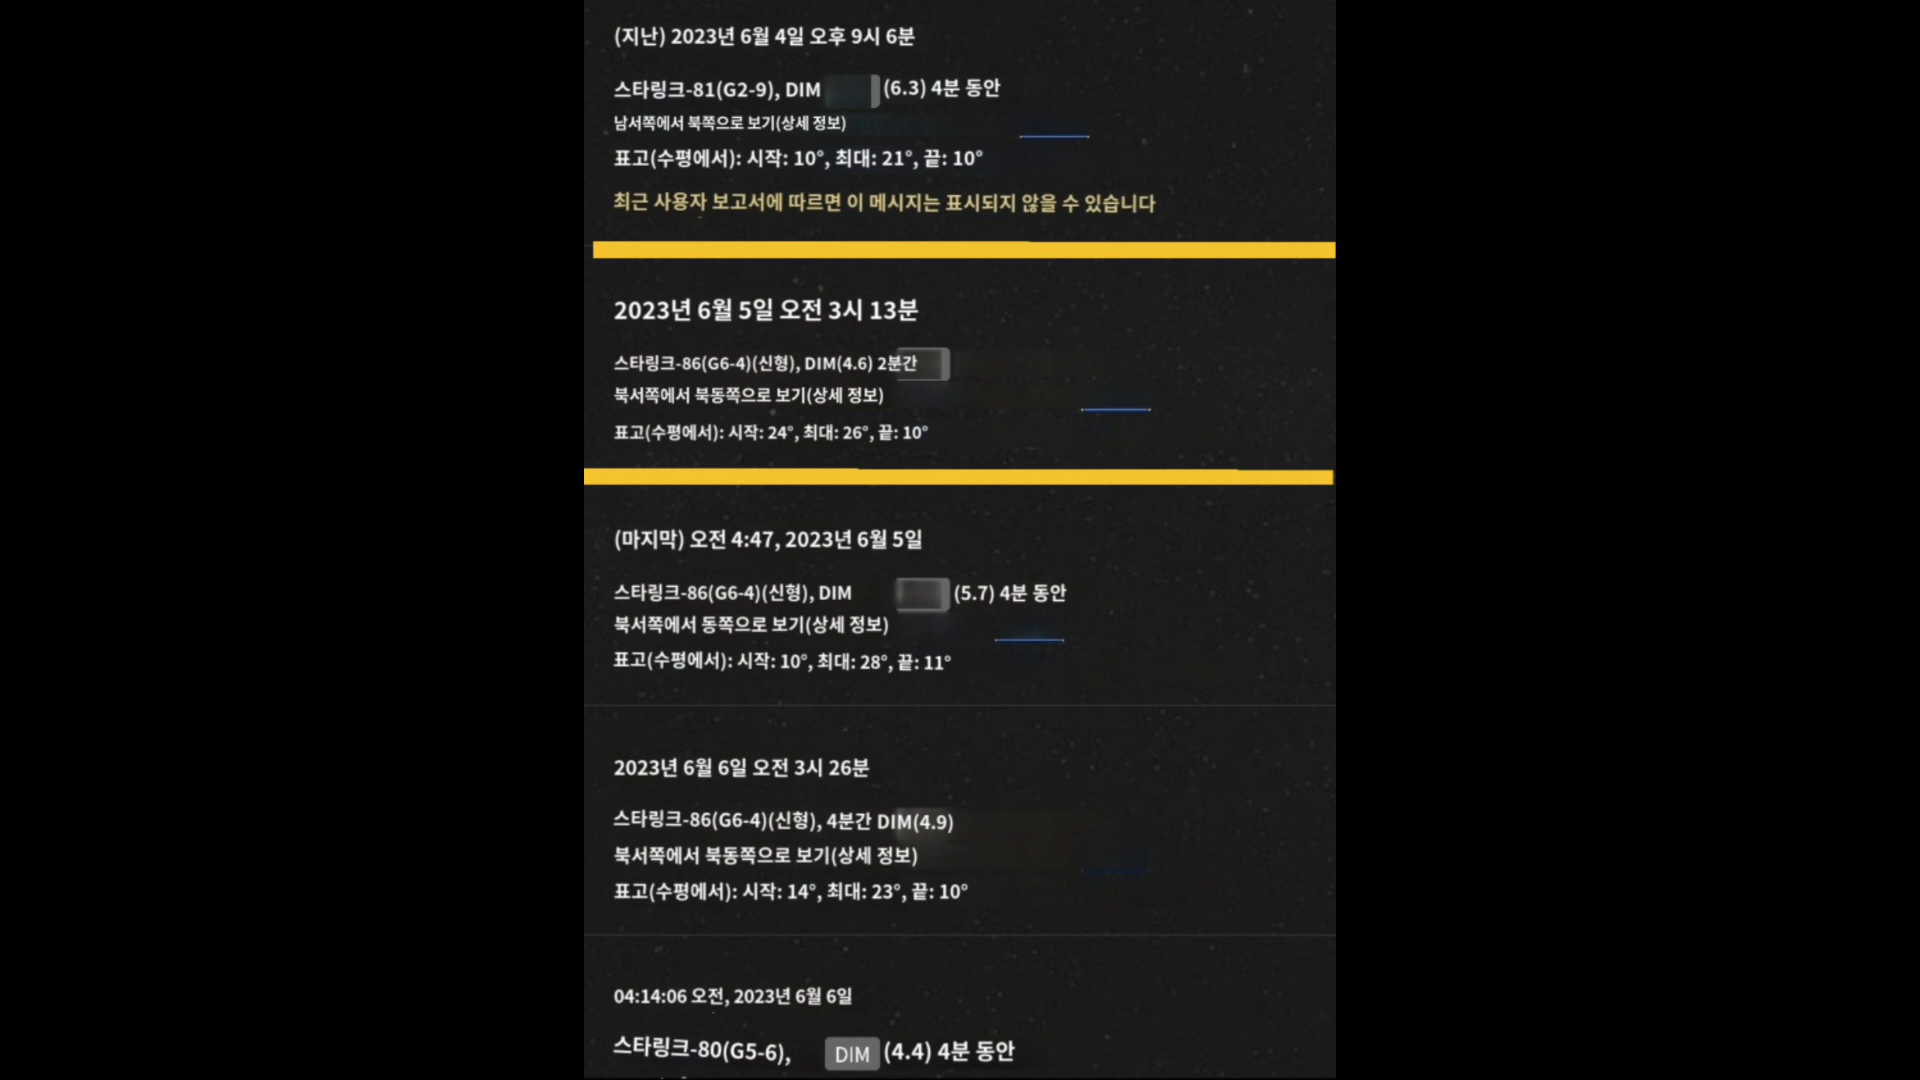 (지난) 2023년 6월 4일 오후 9시 6분
스타링크-81(G2-9), DIM (6.3) 4분 동안
남서쪽에서 북쪽으로 보기(상세 정보)
표고(수평에서): 시작: 10°, 최대: 21°, 끝: 10°
최근 사용자 보고서에 따르면 이 메시지는 표시되지 않을 수 있습니다
2023년 6월 5일 오전 3시 13분
스타링크-86(G6-4)(신형), DIM(4.6) 2분간
북서쪽에서 북동쪽으로 보기(상세 정보)
표고(수평에서): 시작: 24°, 최대: 26°, 끝: 10°
(마지막) 오전 4:47, 2023년 6월 5일
스타링크-86(G6-4)(신형), DIM (5.7) 4분 동안
북서쪽에서 동쪽으로 보기(상세 정보)
표고(수평에서): 시작: 10°, 최대: 28°, 끝: 11°
2023년 6월 6일 오전 3시 26분
스타링크-86(G6-4)(신형), 4분간 DIM(4.9)
북서쪽에서 북동쪽으로 보기(상세 정보)
표고(수평에서): 시작: 14°, 최대: 23°, 끝: 10°
04:14:06 오전, 2023년 6월 6일
스타링크-80(G5-6), DIM (4.4) 4분 동안